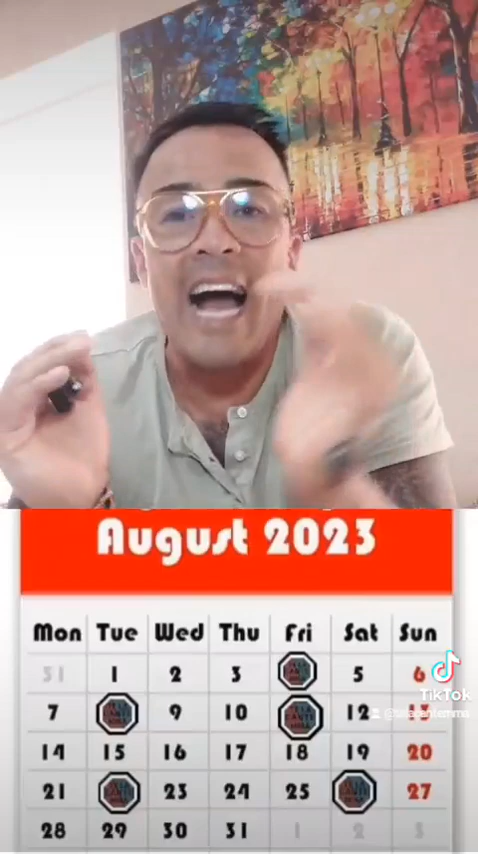 August 2023
Mon Tue Wed Thu Fri Sat Sun
31 1 2 3 5 6
7 9 10 12 13
14 15 16 17 18 19 20
21 23 24 25 27
28 29 30 31 1 2 3
TikTok